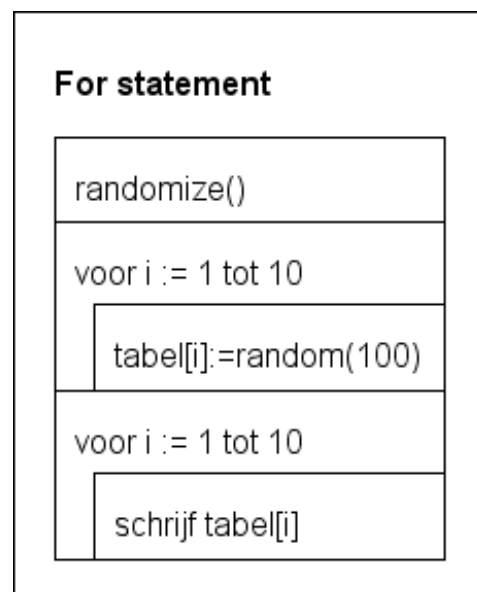 For statement
randomize()
voor i := 1 tot 10
tabel[i]:=random(100)
voor i := 1 tot 10
schrijf tabel[i]